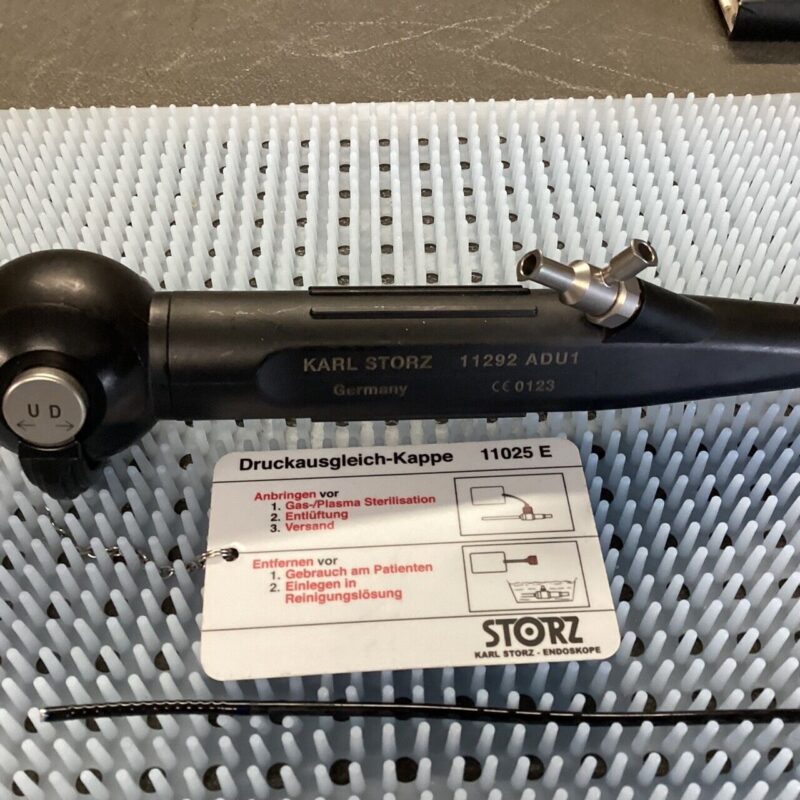 KARL STORZ 11292 ADU1
Germany CE 0123
U D
← →
Druckausgleich-Kappe 11025 E
Anbringen vor
1. Gas-/Plasma Sterilisation
2. Entlüftung
3. Versand
Entfernen vor
1. Gebrauch am Patienten
2. Einlegen in
Reinigungslösung
STORZ
KARL STORZ - ENDOSKOPE